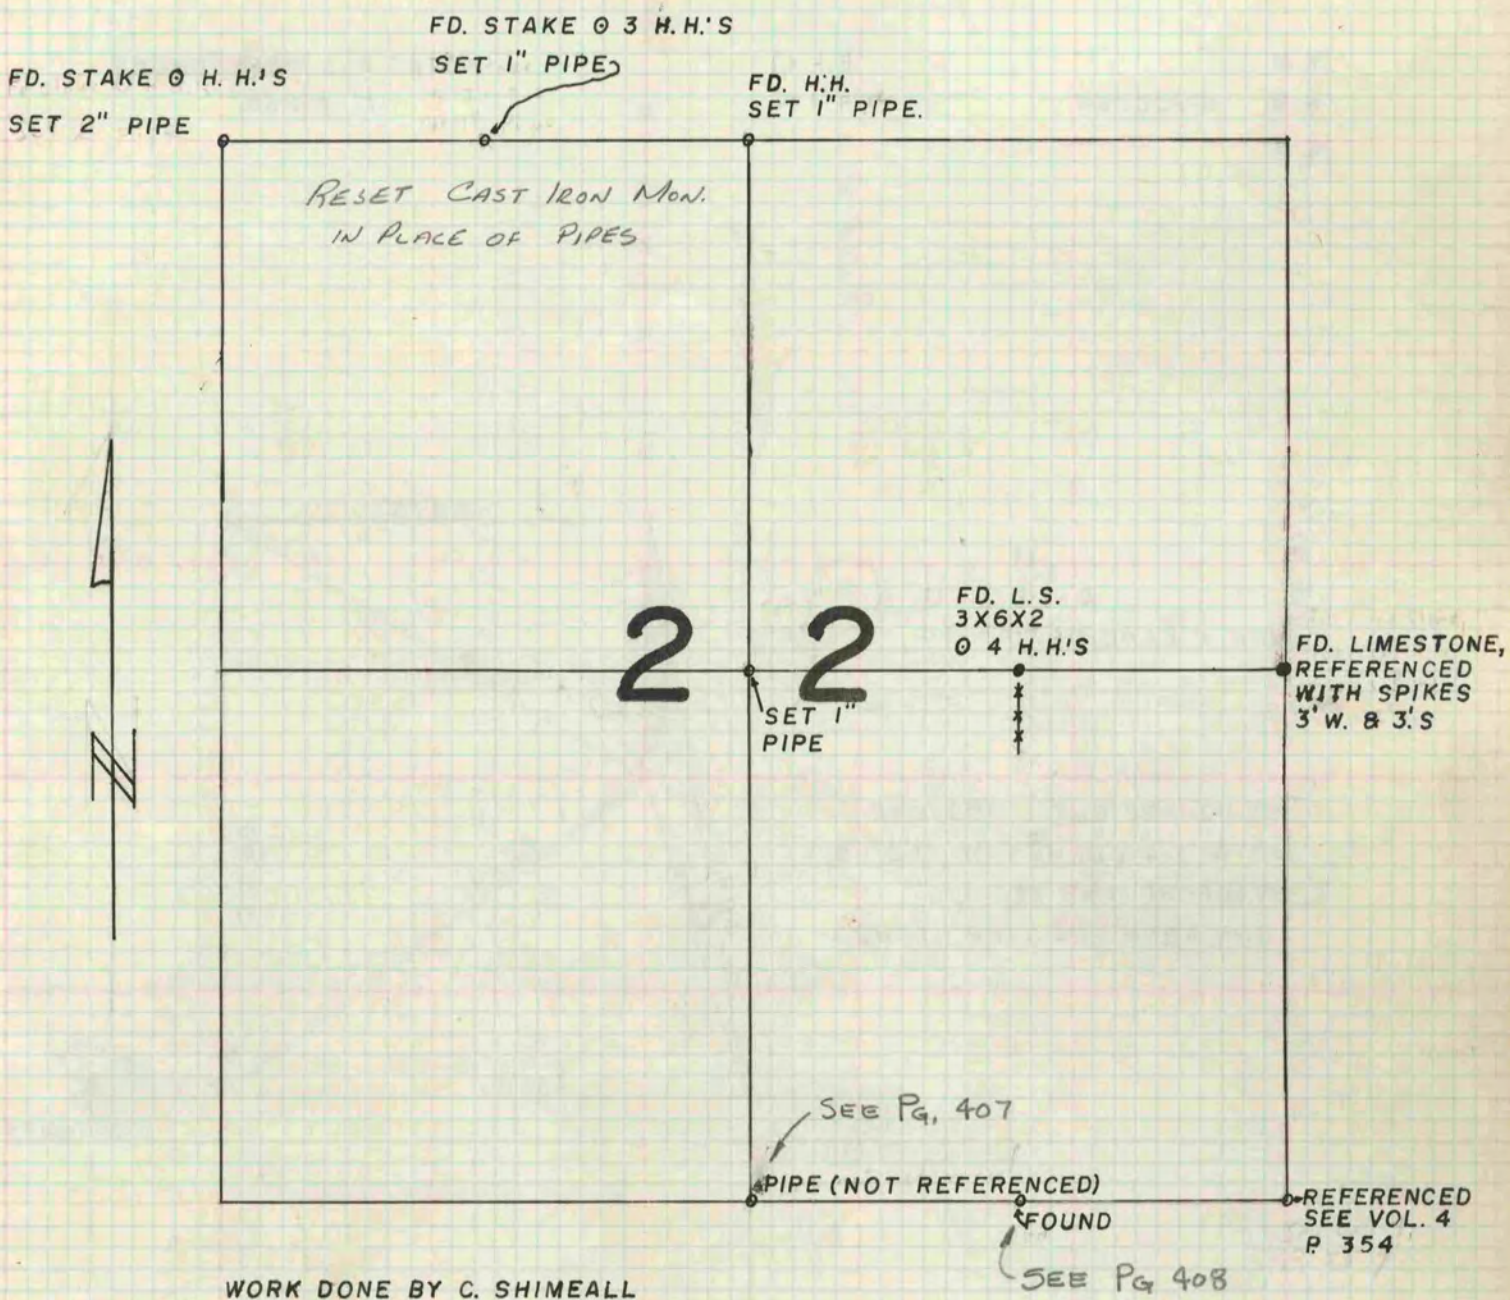 FD. STAKE ⊙ 3 H.H.'S
SET 1" PIPE
FD. STAKE ⊙ H. H.'S
SET 2" PIPE
FD. H.H.
SET 1" PIPE.
RESET CAST IRON MON.
IN PLACE OF PIPES
22
FD. L.S.
3X6X2
⊙ 4 H.H.'S
FD. LIMESTONE,
REFERENCED
WITH SPIKES
3' W. & 3'. S
SET 1"
PIPE
N
SEE PG. 407
PIPE (NOT REFERENCED)
FOUND
REFERENCED
SEE VOL. 4
P. 354
SEE PG 408
WORK DONE BY C. SHIMEALL